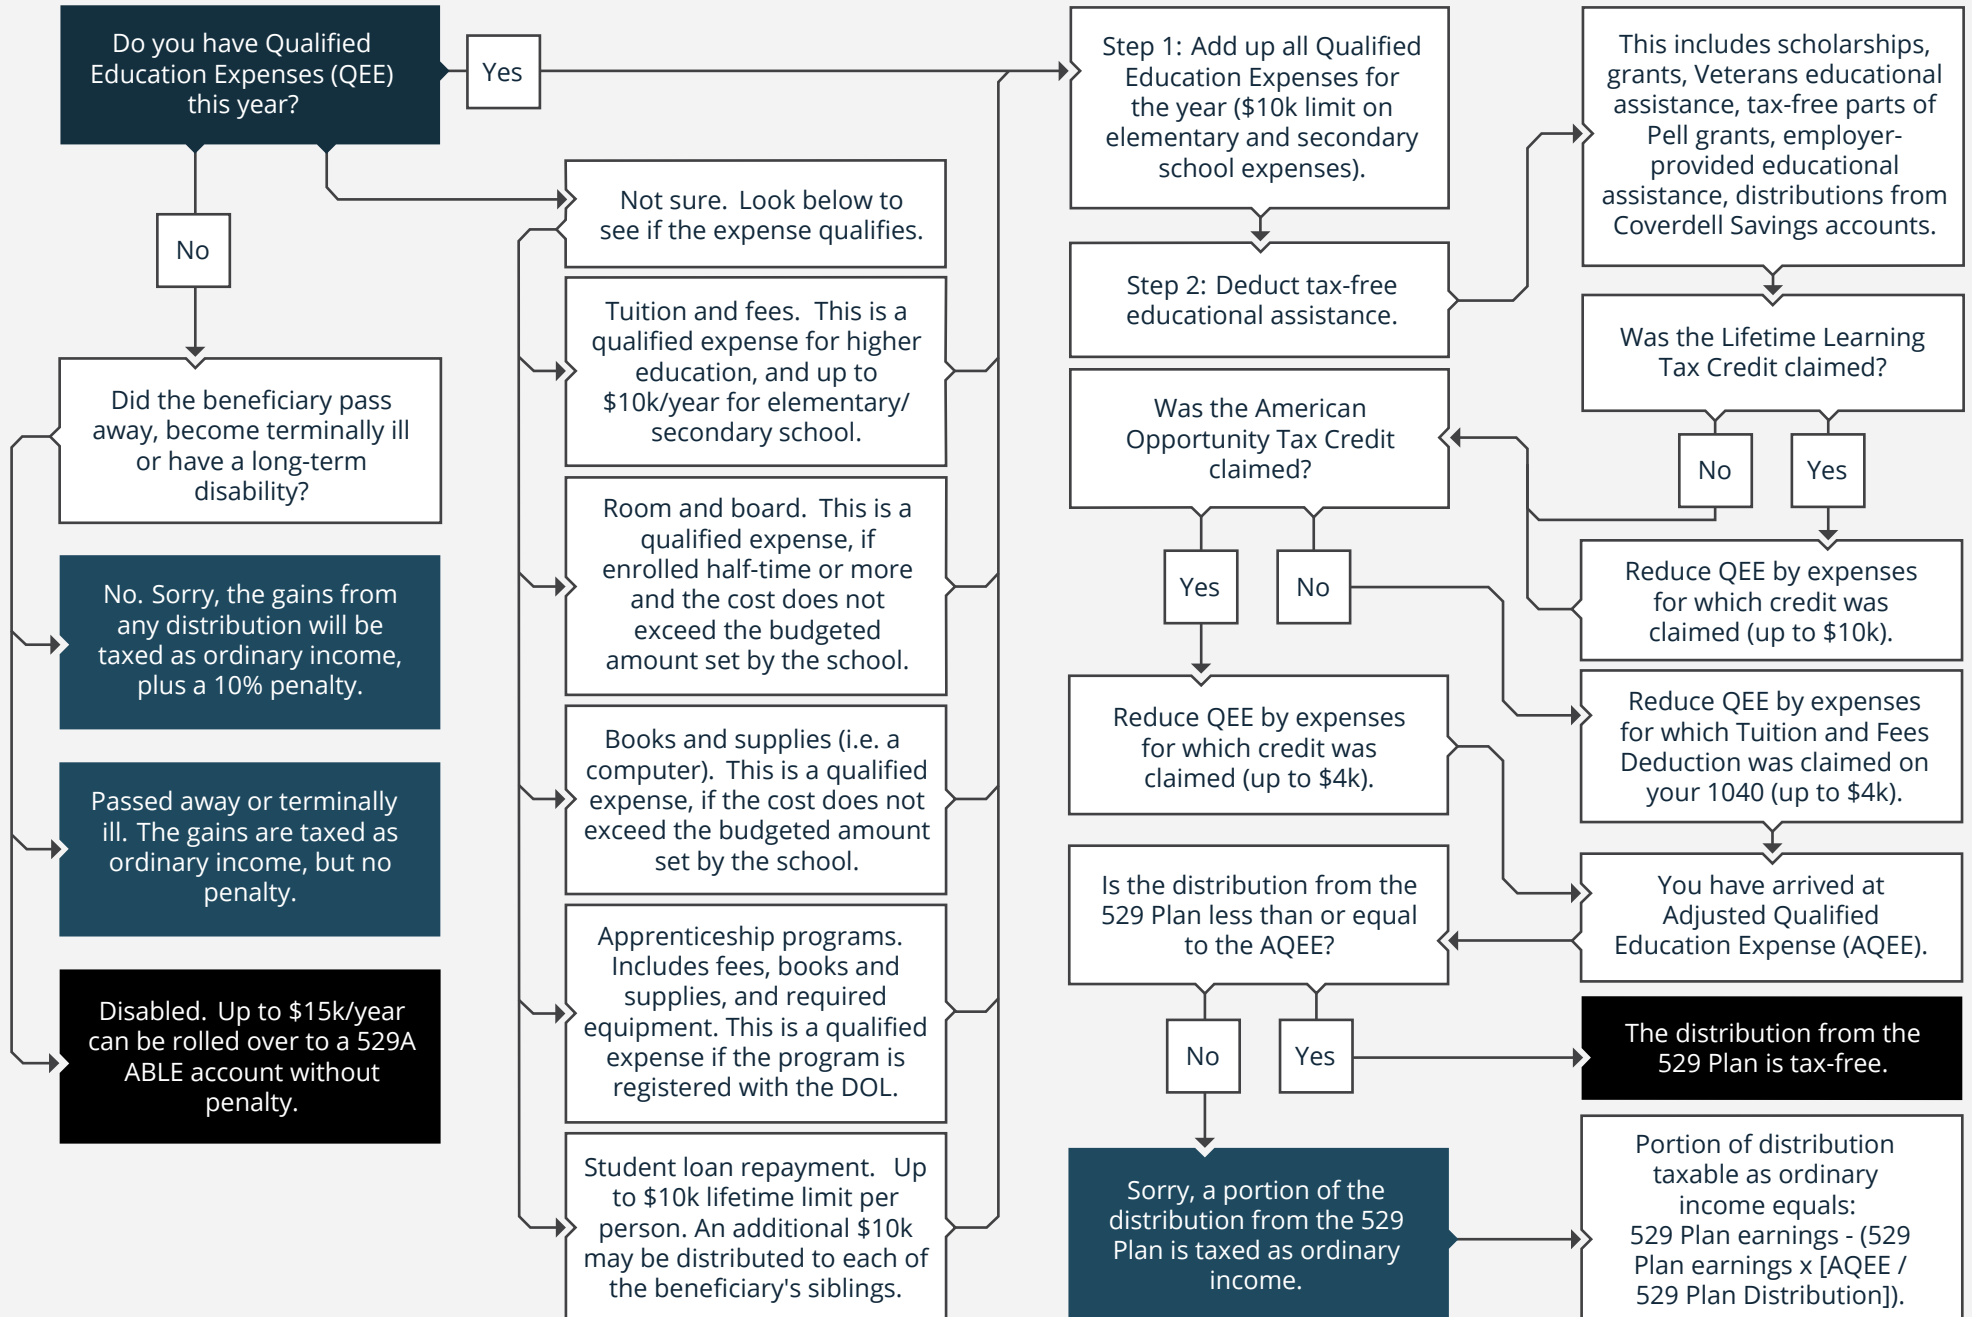 Do you have Qualified
Education Expenses (QEE)
this year?
Yes
No
Did the beneficiary pass
away, become terminally ill
or have a long-term
disability?
No. Sorry, the gains from
any distribution will be
taxed as ordinary income,
plus a 10% penalty.
Passed away or terminally
ill. The gains are taxed as
ordinary income, but no
penalty.
Disabled. Up to $15k/year
can be rolled over to a 529A
ABLE account without
penalty.
Not sure. Look below to
see if the expense qualifies.
Tuition and fees. This is a
qualified expense for higher
education, and up to
$10k/year for elementary/
secondary school.
Room and board. This is a
qualified expense, if
enrolled half-time or more
and the cost does not
exceed the budgeted
amount set by the school.
Books and supplies (i.e. a
computer). This is a qualified
expense, if the cost does not
exceed the budgeted amount
set by the school.
Apprenticeship programs.
Includes fees, books and
supplies, and required
equipment. This is a qualified
expense if the program is
registered with the DOL.
Student loan repayment. Up
to $10k lifetime limit per
person. An additional $10k
may be distributed to each of
the beneficiary's siblings.
Step 1: Add up all Qualified
Education Expenses for
the year ($10k limit on
elementary and secondary
school expenses).
Step 2: Deduct tax-free
educational assistance.
This includes scholarships,
grants, Veterans educational
assistance, tax-free parts of
Pell grants, employer-
provided educational
assistance, distributions from
Coverdell Savings accounts.
Was the Lifetime Learning
Tax Credit claimed?
No
Yes
Reduce QEE by expenses
for which credit was
claimed (up to $10k).
Was the American
Opportunity Tax Credit
claimed?
Yes
No
Reduce QEE by expenses
for which credit was
claimed (up to $4k).
Reduce QEE by expenses
for which Tuition and Fees
Deduction was claimed on
your 1040 (up to $4k).
You have arrived at
Adjusted Qualified
Education Expense (AQEE).
Is the distribution from the
529 Plan less than or equal
to the AQEE?
No
Yes
The distribution from the
529 Plan is tax-free.
Sorry, a portion of the
distribution from the 529
Plan is taxed as ordinary
income.
Portion of distribution
taxable as ordinary
income equals:
529 Plan earnings - (529
Plan earnings x [AQEE /
529 Plan Distribution]).